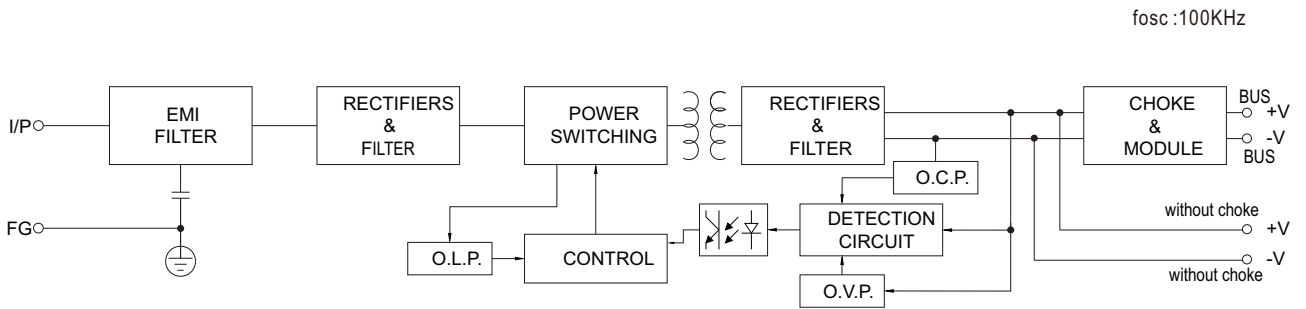 fosc :100KHz
I/P
EMI
FILTER
RECTIFIERS
&
FILTER
POWER
SWITCHING
RECTIFIERS
&
FILTER
CHOKE
&
MODULE
BUS
+V
-V
BUS
O.C.P.
FG
O.L.P.
CONTROL
DETECTION
CIRCUIT
O.V.P.
without choke
+V
-V
without choke